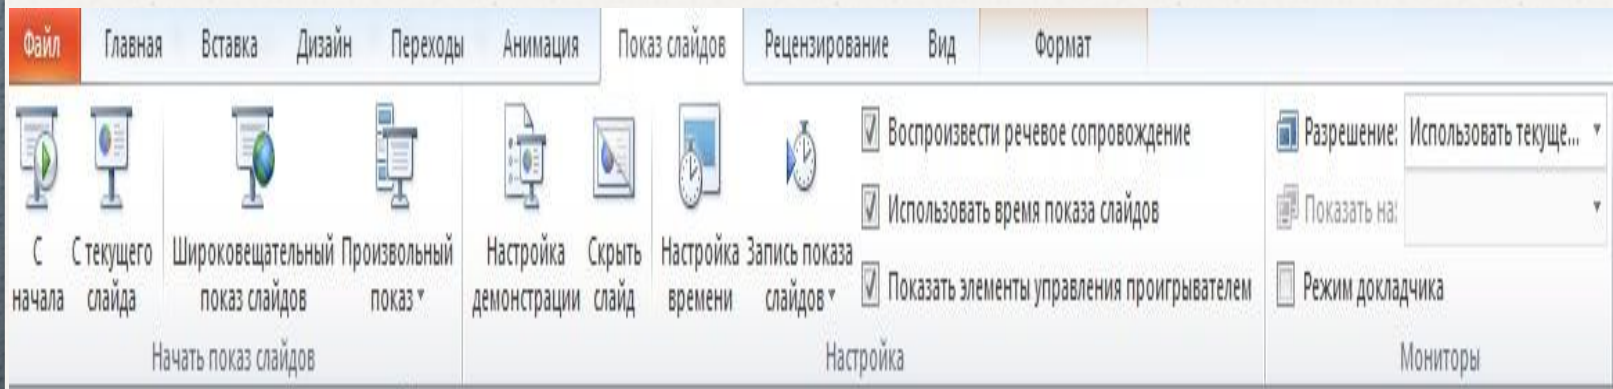 Файл Главная Вставка Дизайн Переходы Анимация Показ слайдов Рецензирование Вид Формат
С начала
С текущего слайда
Широковещательный показ слайдов
Произвольный показ
Начать показ слайдов
Настройка демонстрации
Скрыть слайд
Настройка времени
Запись показа слайдов
Воспроизвести речевое сопровождение
Использовать время показа слайдов
Показать элементы управления проигрывателем
Настройка
Разрешение: Использовать текуще...
Показать на:
Режим докладчика
Мониторы